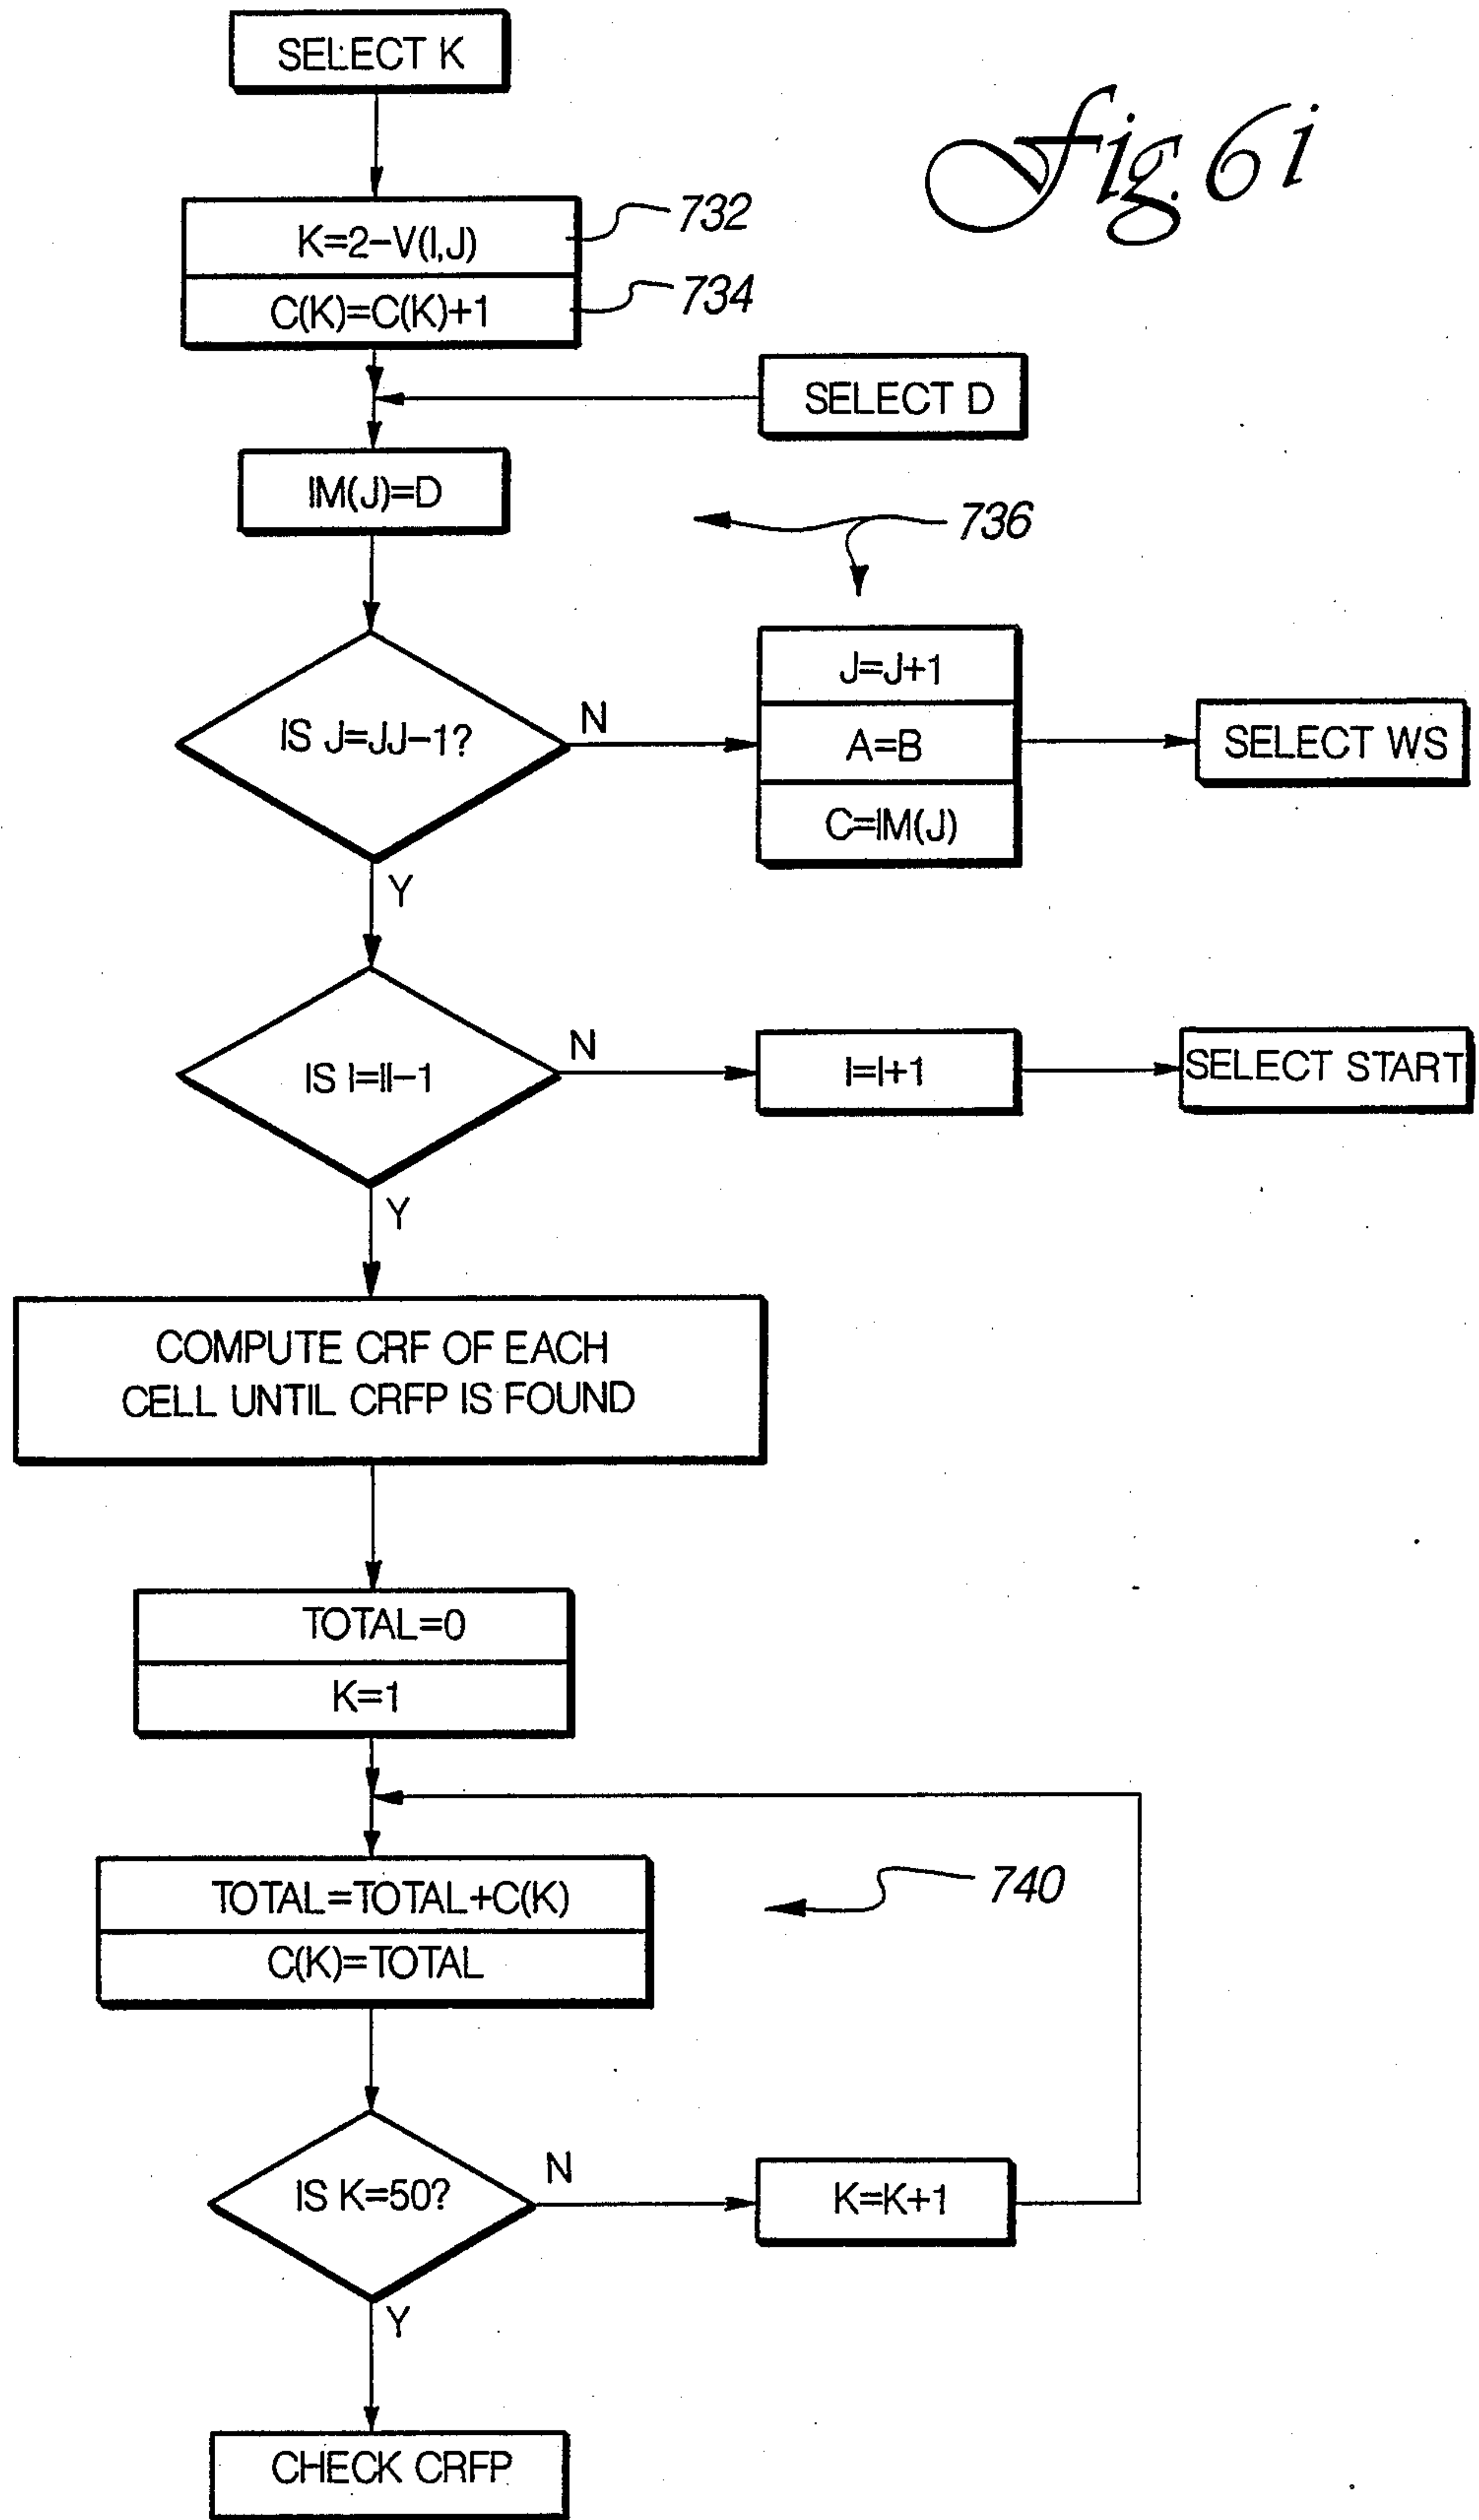 SELECT K
Fig. 6i
K=2-V(I,J)
732
C(K)=C(K)+1
734
SELECT D
IM(J)=D
736
IS J=JJ-1?
N
J=J+1
A=B
C=IM(J)
SELECT WS
Y
IS I=II-1
N
I=I+1
SELECT START
Y
COMPUTE CRF OF EACH
CELL UNTIL CRFP IS FOUND
TOTAL=0
K=1
TOTAL=TOTAL+C(K)
C(K)=TOTAL
740
IS K=50?
N
K=K+1
Y
CHECK CRFP